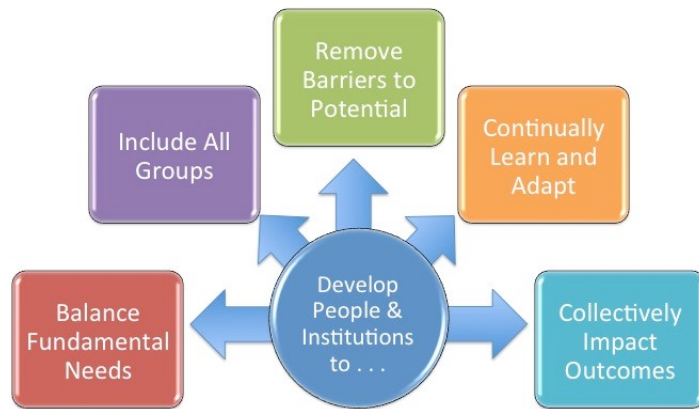 Remove
Barriers to
Potential
Include All
Groups
Continually
Learn and
Adapt
Develop
People &
Institutions
to . . .
Balance
Fundamental
Needs
Collectively
Impact
Outcomes